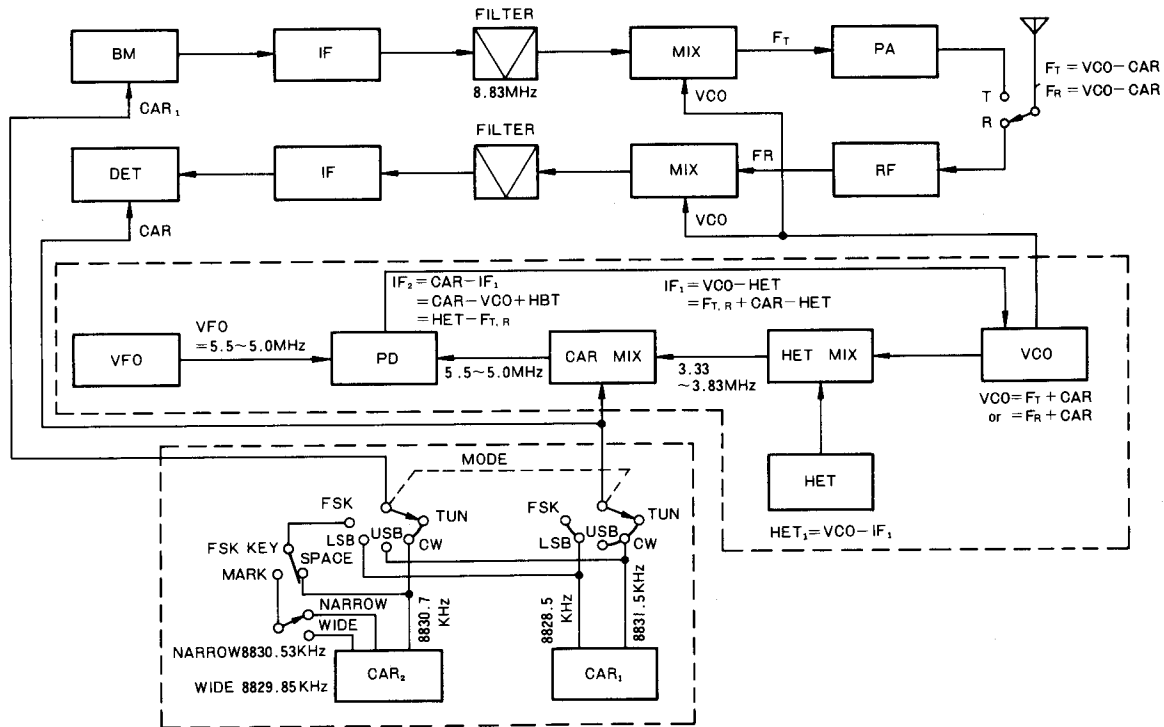 FILTER
BM
IF
8.83MHz
MIX
F_T
PA
F_T = VCO-CAR
F_R = VCO-CAR
CAR₁
VCO
T
R
FILTER
DET
IF
MIX
FR
RF
CAR
VCO
IF₂ = CAR-IF₁
= CAR-VCO+HBT
= HET-F_T,R
IF₁ = VCO-HET
= F_T,R + CAR-HET
VFO
= 5.5~5.0MHz
VFO
PD
5.5~5.0MHz
CAR MIX
3.33
~3.83MHz
HET MIX
VCO
VCO = F_T + CAR
or = F_R + CAR
HET
HET₁ = VCO-IF₁
MODE
FSK
TUN
LSB
USB
CW
FSK KEY
SPACE
MARK
NARROW
WIDE
NARROW 8830.53KHz
WIDE 8829.85KHz
8830.7
KHz
CAR₂
FSK
TUN
LSB
USB
CW
8828.5
KHz
8831.5KHz
CAR₁